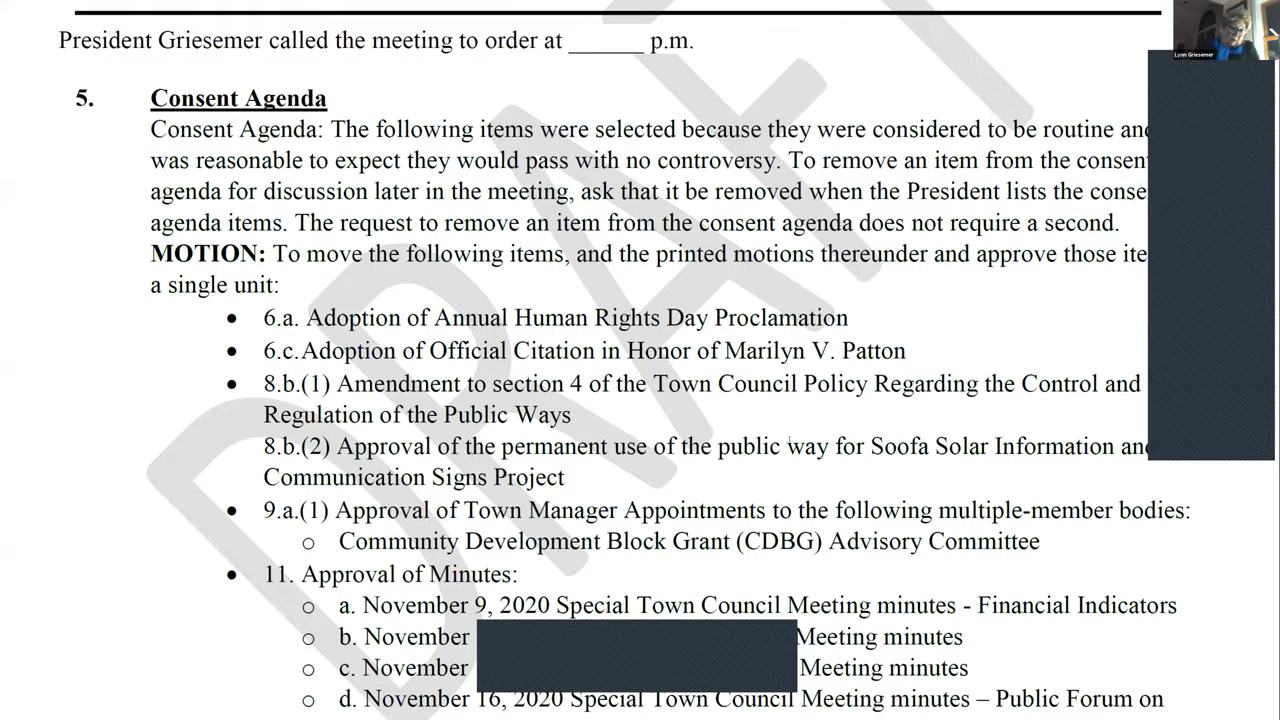 President Griesemer called the meeting to order at ______ p.m.
Lynn Griesemer
5. Consent Agenda
Consent Agenda: The following items were selected because they were considered to be routine and
was reasonable to expect they would pass with no controversy. To remove an item from the consen
agenda for discussion later in the meeting, ask that it be removed when the President lists the conse
agenda items. The request to remove an item from the consent agenda does not require a second.
MOTION: To move the following items, and the printed motions thereunder and approve those ite
a single unit:
• 6.a. Adoption of Annual Human Rights Day Proclamation
• 6.c.Adoption of Official Citation in Honor of Marilyn V. Patton
• 8.b.(1) Amendment to section 4 of the Town Council Policy Regarding the Control and
Regulation of the Public Ways
8.b.(2) Approval of the permanent use of the public way for Soofa Solar Information and
Communication Signs Project
• 9.a.(1) Approval of Town Manager Appointments to the following multiple-member bodies:
o Community Development Block Grant (CDBG) Advisory Committee
• 11. Approval of Minutes:
o a. November 9, 2020 Special Town Council Meeting minutes - Financial Indicators
o b. November Meeting minutes
o c. November Meeting minutes
o d. November 16, 2020 Special Town Council Meeting minutes – Public Forum on
DRAFT